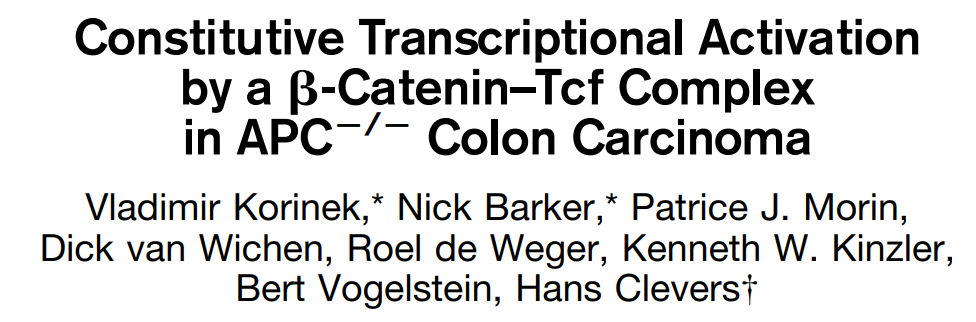 Constitutive Transcriptional Activation
by a β-Catenin–Tcf Complex
in APC−/− Colon Carcinoma
Vladimir Korinek,* Nick Barker,* Patrice J. Morin,
Dick van Wichen, Roel de Weger, Kenneth W. Kinzler,
Bert Vogelstein, Hans Clevers†